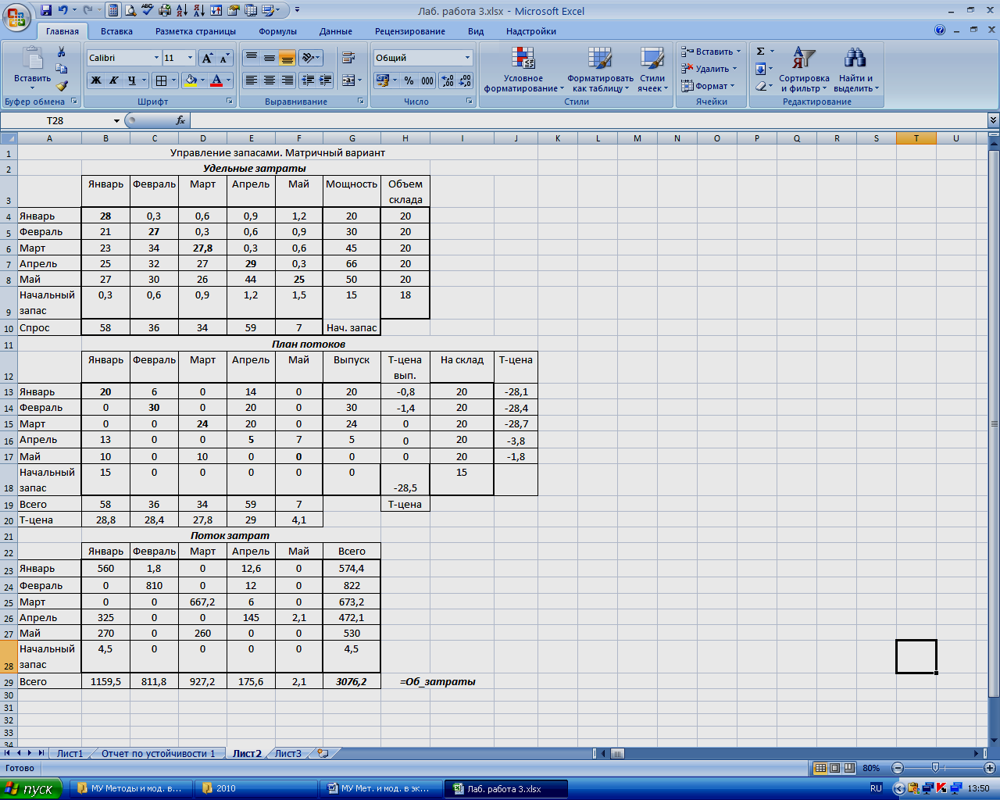 Лаб. работа 3.xlsx - Microsoft Excel
Главная Вставка Разметка страницы Формулы Данные Рецензирование Вид Надстройки
Вставить
Буфер обмена
Calibri 11
Ж К Ч
Шрифт
Выравнивание
Общий
% 000
Число
Условное форматирование
Форматировать как таблицу
Стили ячеек
Стили
Вставить
Удалить
Формат
Ячейки
Сортировка и фильтр
Найти и выделить
Редактирование
T28 fx
A B C D E F G H I J K L M N O P Q R S T U
1 Управление запасами. Матричный вариант
2 Удельные затраты
3 Январь Февраль Март Апрель Май Мощность Объем склада
4 Январь 28 0,3 0,6 0,9 1,2 20 20
5 Февраль 21 27 0,3 0,6 0,9 30 20
6 Март 23 34 27,8 0,3 0,6 45 20
7 Апрель 25 32 27 29 0,3 66 20
8 Май 27 30 26 44 25 50 20
9 Начальный запас 0,3 0,6 0,9 1,2 1,5 15 18
10 Спрос 58 36 34 59 7 Нач. запас
11 План потоков
12 Январь Февраль Март Апрель Май Выпуск Т-цена вып. На склад Т-цена
13 Январь 20 6 0 14 0 20 -0,8 20 -28,1
14 Февраль 0 30 0 20 0 30 -1,4 20 -28,4
15 Март 0 0 24 20 0 24 0 20 -28,7
16 Апрель 13 0 0 5 7 5 0 20 -3,8
17 Май 10 0 10 0 0 0 0 20 -1,8
18 Начальный запас 15 0 0 0 0 0 -28,5 15
19 Всего 58 36 34 59 7 Т-цена
20 Т-цена 28,8 28,4 27,8 29 4,1
21 Поток затрат
22 Январь Февраль Март Апрель Май Всего
23 Январь 560 1,8 0 12,6 0 574,4
24 Февраль 0 810 0 12 0 822
25 Март 0 0 667,2 6 0 673,2
26 Апрель 325 0 0 145 2,1 472,1
27 Май 270 0 260 0 0 530
28 Начальный запас 4,5 0 0 0 0 4,5
29 Всего 1159,5 811,8 927,2 175,6 2,1 3076,2 =Об_затраты
30
31
32
33
34
Лист1 Отчет по устойчивости 1 Лист2 Лист3
Готово 80%
пуск МУ Методы и мод. в... 2010 МУ Мет. и мод. в эк... Лаб. работа 3.xlsx RU 13:50